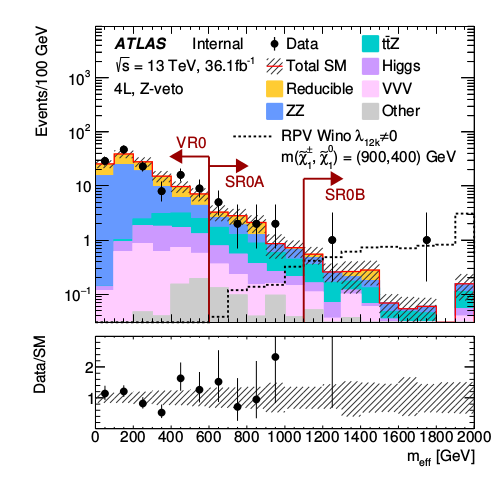 ATLAS Internal
√s = 13 TeV, 36.1fb⁻¹
4L, Z-veto
Data
Total SM
Reducible
ZZ
tt̄Z
Higgs
VVV
Other
RPV Wino λ₁₂ₖ≠0
m(χ̃₁±, χ̃₁⁰) = (900,400) GeV
VR0
SR0A
SR0B
Events/100 GeV
10³
10²
10
1
10⁻¹
Data/SM
2
1
0 200 400 600 800 1000 1200 1400 1600 1800 2000
m_eff [GeV]